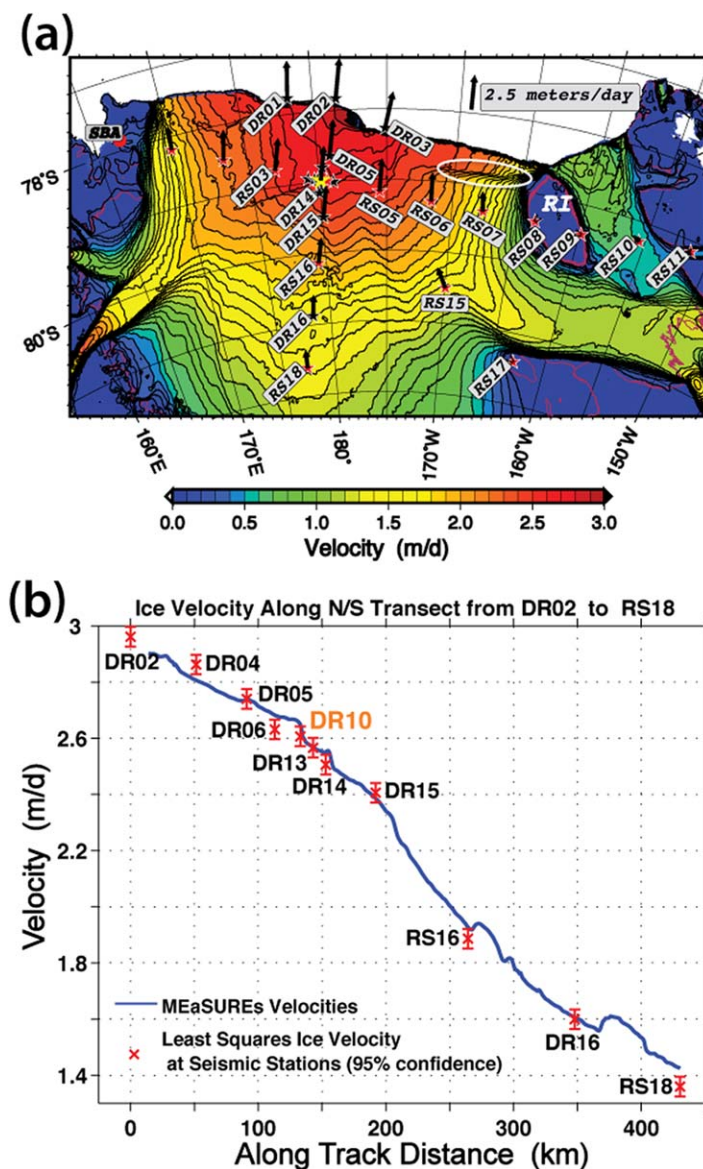 (a)
2.5 meters/day
SBA
DR01
DR02
DR03
78°S
RS03
DR05
DR14
RS05
RI
DR15
RS06
RS07
RS08
RS09
RS10
RS11
RS16
RS15
80°S
DR16
RS18
RS17
160°E
170°E
180°
170°W
160°W
150°W
0.0 0.5 1.0 1.5 2.0 2.5 3.0
Velocity (m/d)
(b)
Ice Velocity Along N/S Transect from DR02 to RS18
3
DR02
DR04
DR05
DR06
DR10
2.6
DR13
DR14
DR15
2.2
Velocity (m/d)
RS16
1.8
MEaSUREs Velocities
DR16
Least Squares Ice Velocity
at Seismic Stations (95% confidence)
RS18
1.4
0 100 200 300 400
Along Track Distance (km)